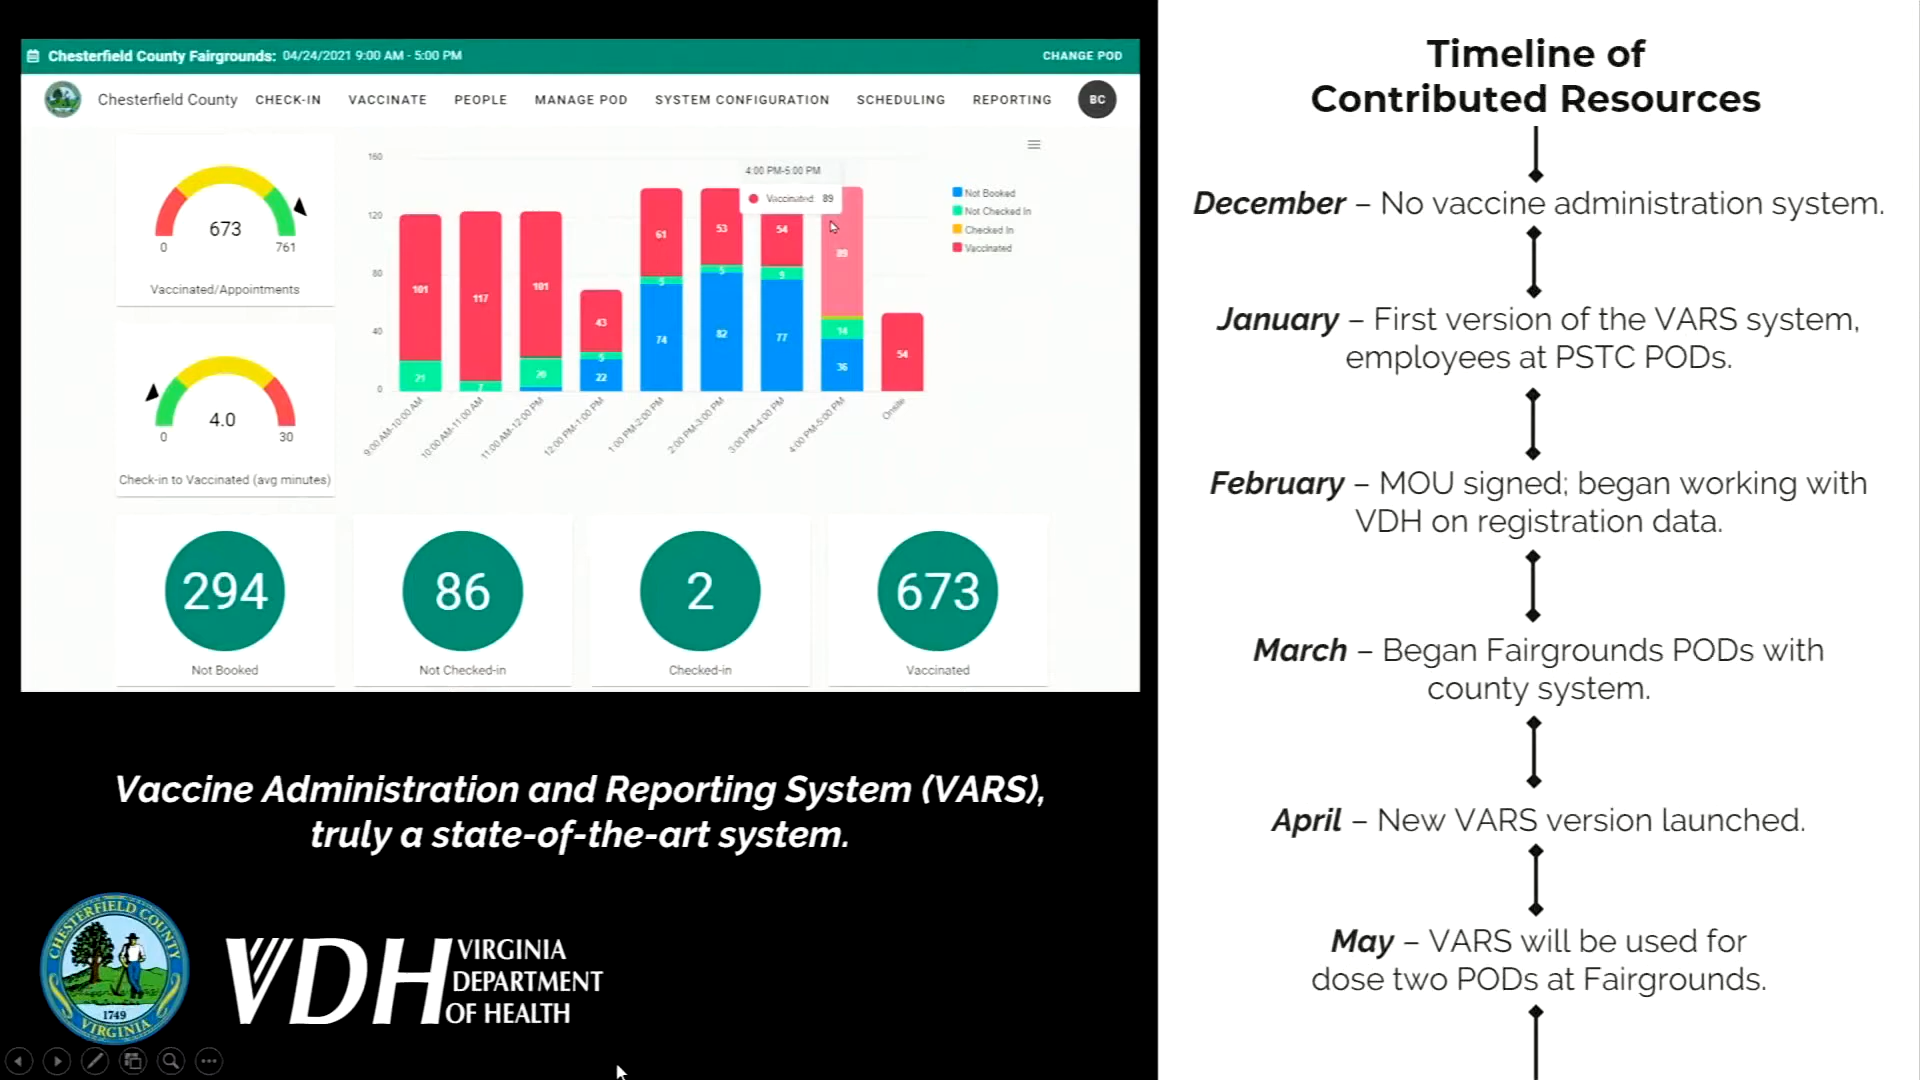 Chesterfield County Fairgrounds: 04/24/2021 9:00 AM - 5:00 PM
CHANGE POD
Chesterfield County
CHECK-IN
VACCINATE
PEOPLE
MANAGE POD
SYSTEM CONFIGURATION
SCHEDULING
REPORTING
BC
673
0
761
Vaccinated/Appointments
4.0
0
30
Check-in to Vaccinated (avg minutes)
160
120
80
40
0
4:00 PM-5:00 PM
Vaccinated 89
101
117
101
43
61
53
54
89
54
21
7
20
5
5
5
9
14
22
74
82
77
36
9:00 AM-10:00 AM
10:00 AM-11:00 AM
11:00 AM-12:00 PM
12:00 PM-1:00 PM
1:00 PM-2:00 PM
2:00 PM-3:00 PM
3:00 PM-4:00 PM
4:00 PM-5:00 PM
Onsite
Not Booked
Not Checked In
Checked In
Vaccinated
294
Not Booked
86
Not Checked-in
2
Checked-in
673
Vaccinated
Vaccine Administration and Reporting System (VARS),
truly a state-of-the-art system.
CHESTERFIELD COUNTY
1749
VIRGINIA
VDH
VIRGINIA
DEPARTMENT
OF HEALTH
Timeline of
Contributed Resources
December – No vaccine administration system.
January – First version of the VARS system,
employees at PSTC PODs.
February – MOU signed; began working with
VDH on registration data.
March – Began Fairgrounds PODs with
county system.
April – New VARS version launched.
May – VARS will be used for
dose two PODs at Fairgrounds.